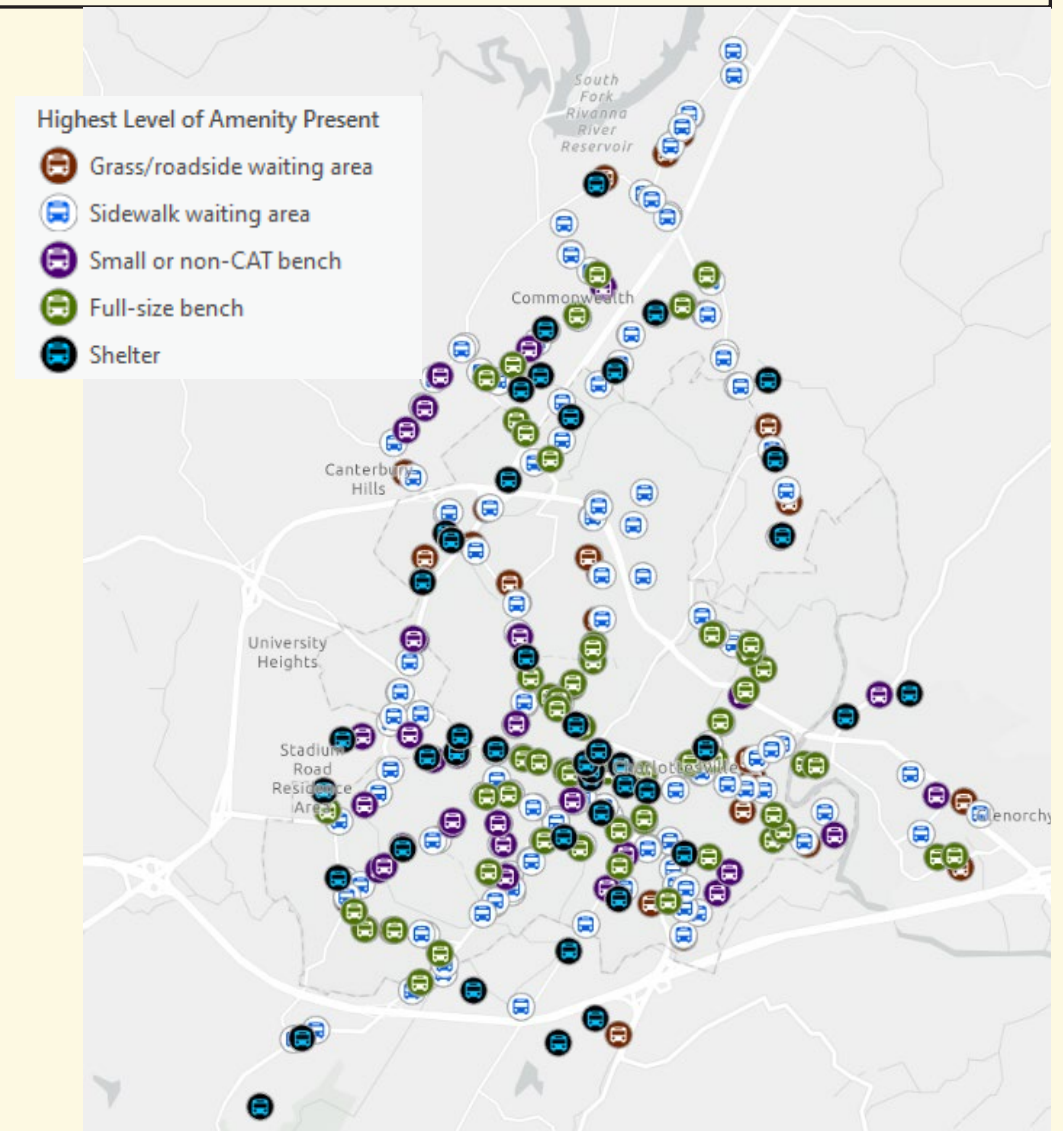 Highest Level of Amenity Present
Grass/roadside waiting area
Sidewalk waiting area
Small or non-CAT bench
Full-size bench
Shelter
South
Fork
Rivanna
River
Reservoir
Commonwealth
Canterbury
Hills
University
Heights
Stadium
Road
Residence
Area
Charlottesville
Glenorchy